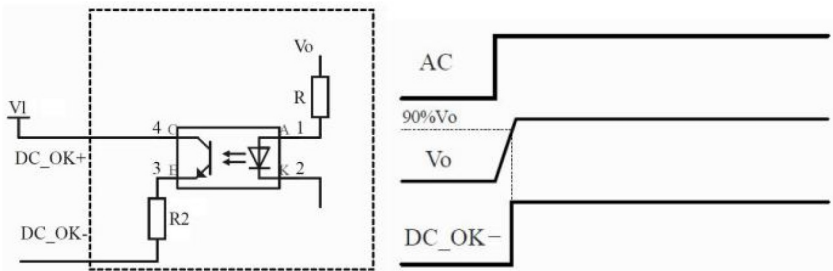 Vo
R
V1
4 C
A 1
DC_OK+
3 E
K 2
R2
DC_OK-
AC
90%Vo
Vo
DC_OK−